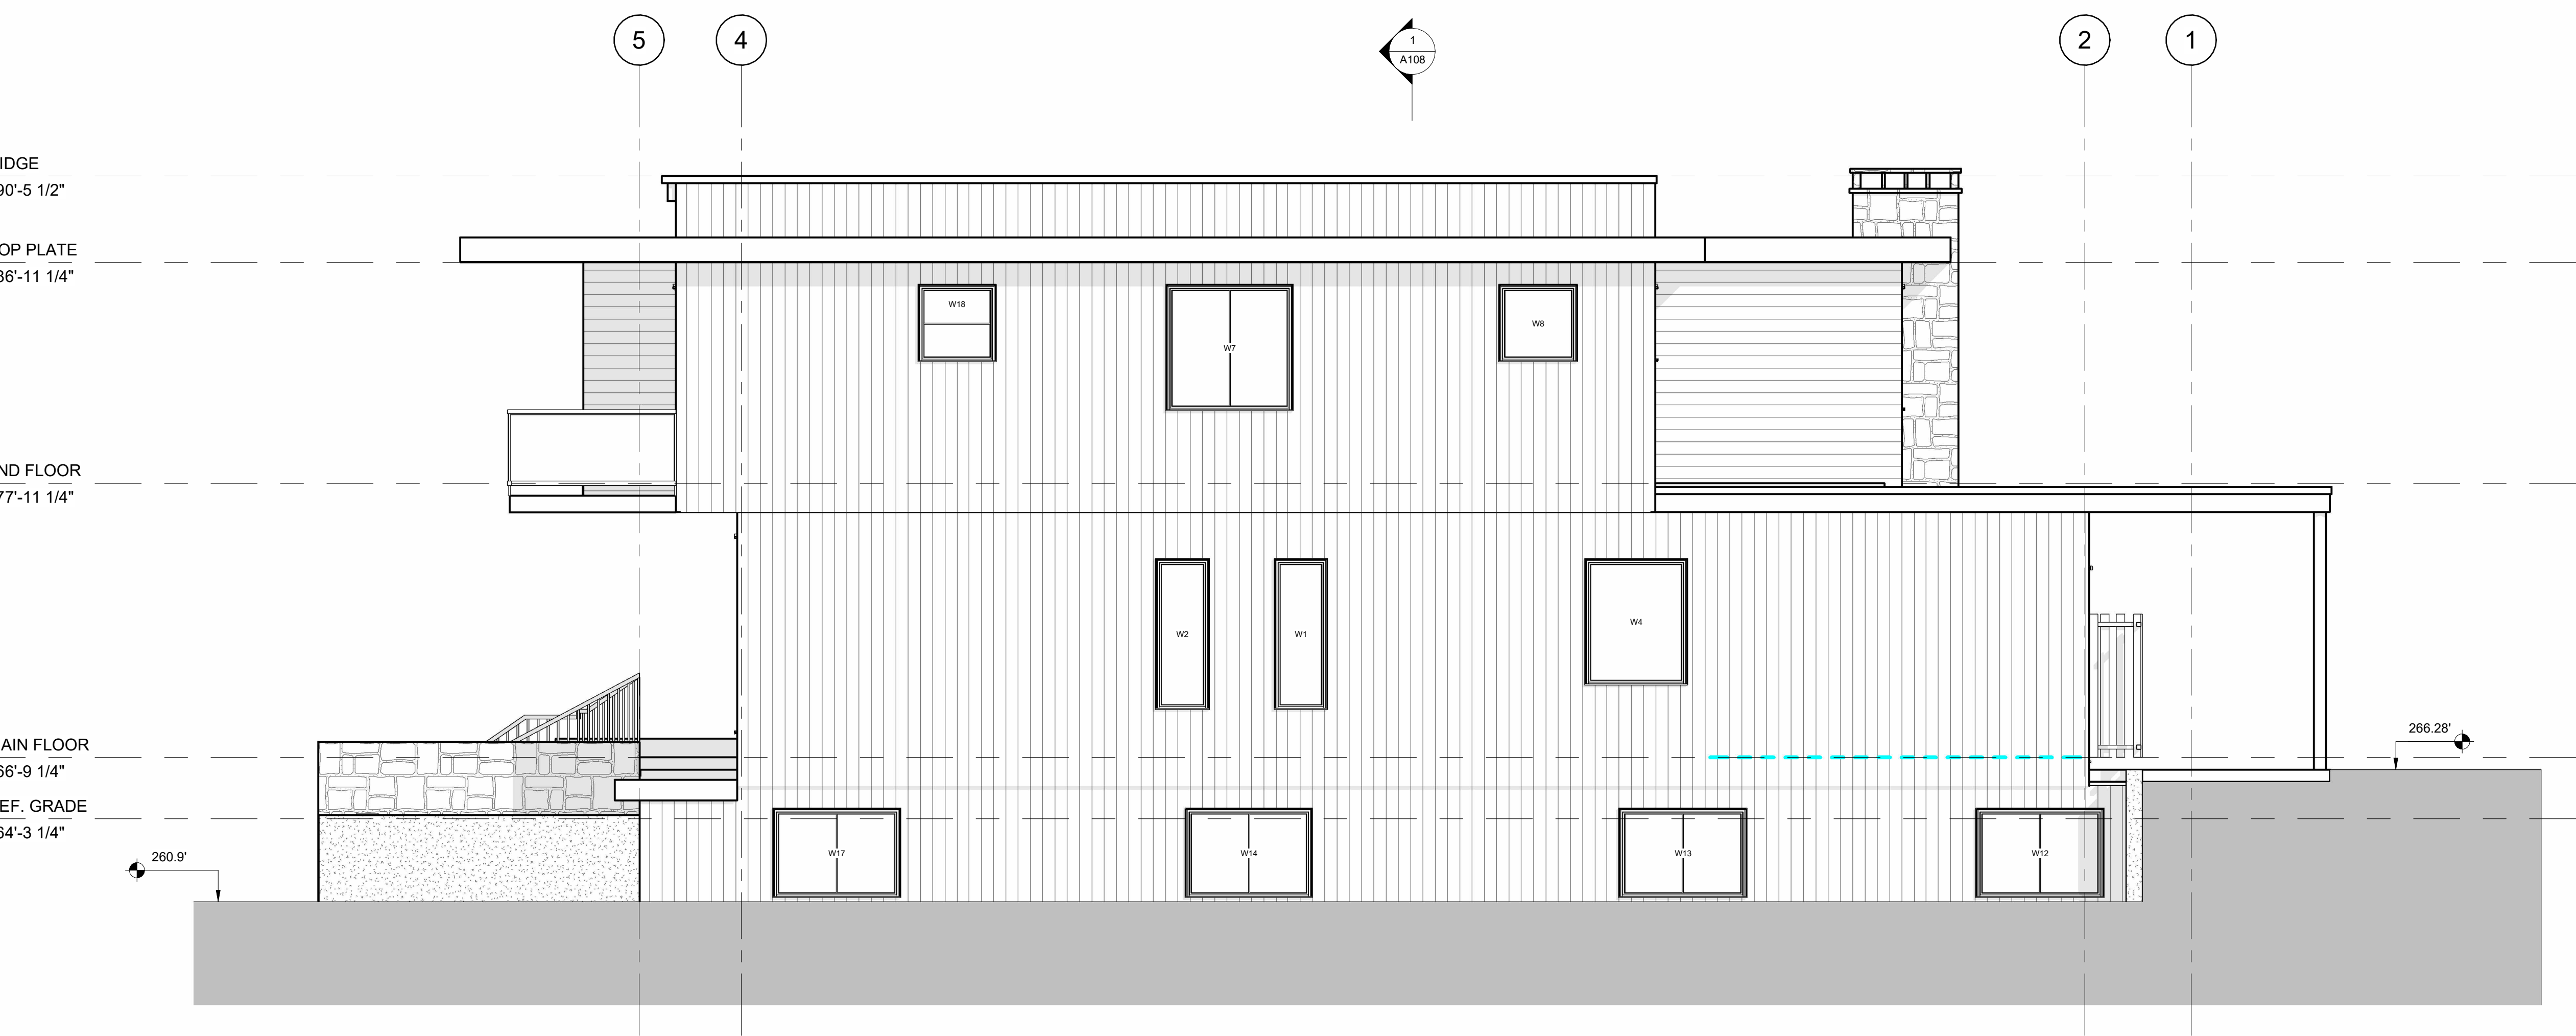 5
4
1
A108
2
1
IDGE
90'-5 1/2"
OP PLATE
86'-11 1/4"
W18
W7
W8
ND FLOOR
77'-11 1/4"
W2
W1
W4
AIN FLOOR
66'-9 1/4"
266.28'
EF. GRADE
64'-3 1/4"
260.9'
W17
W14
W13
W12